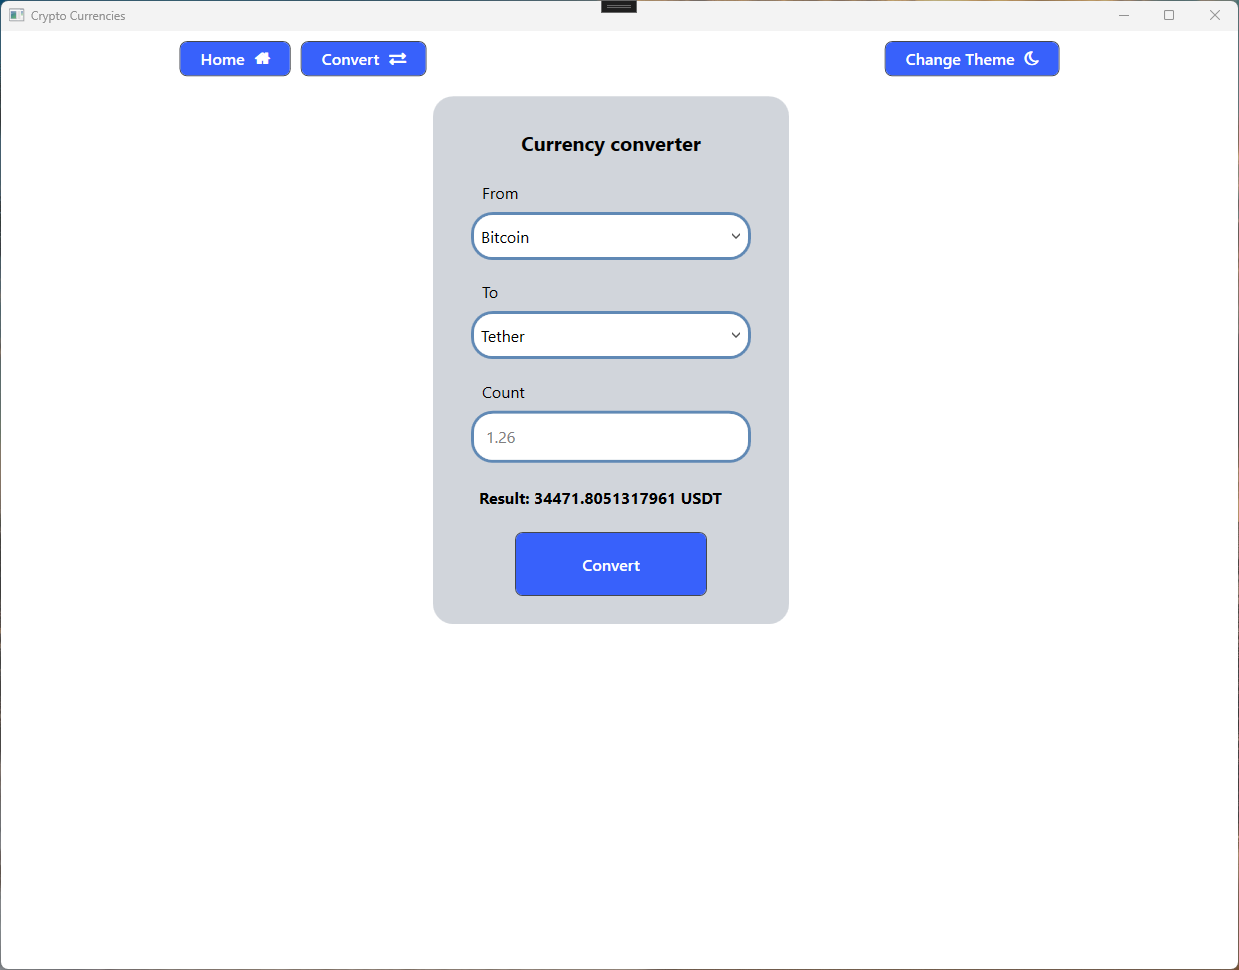 Crypto Currencies
Home
Convert
Change Theme
Currency converter
From
Bitcoin
To
Tether
Count
1.26
Result: 34471.8051317961 USDT
Convert